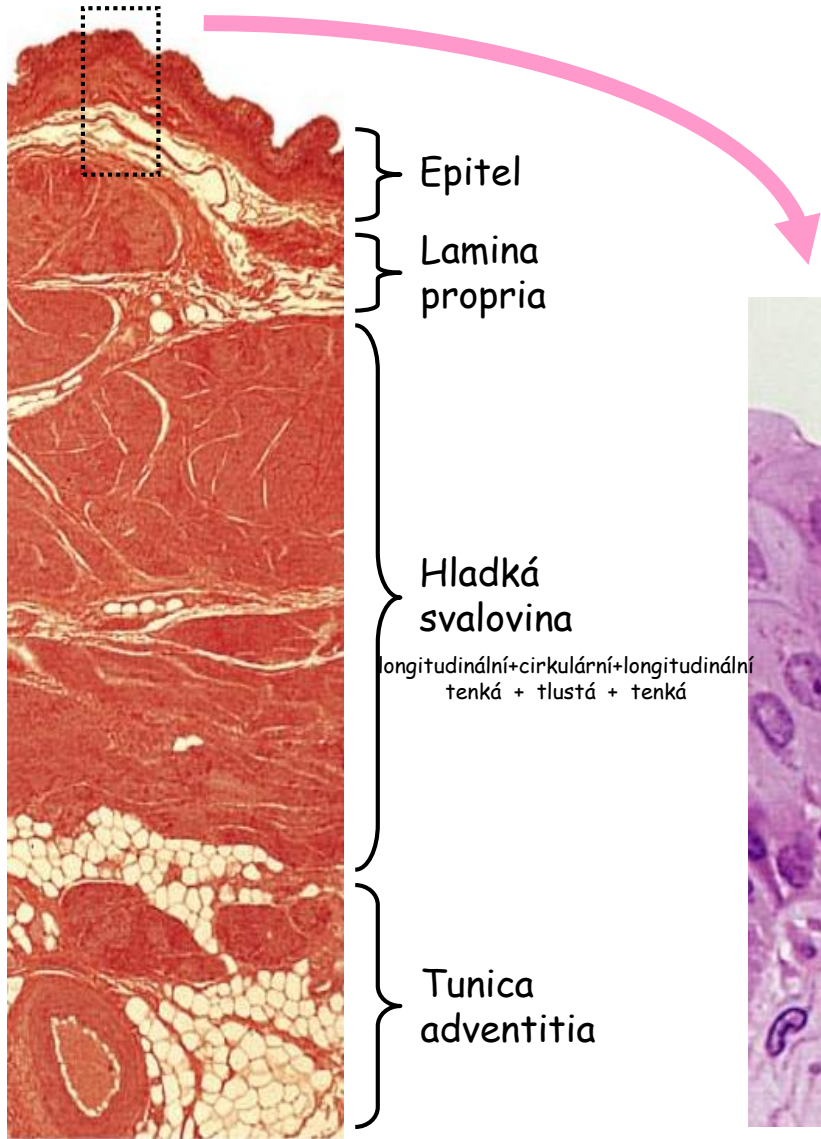 Epitel
Lamina
propria
Hladká
svalovina
longitudinální+cirkulární+longitudinální
tenká + tlustá + tenká
Tunica
adventitia